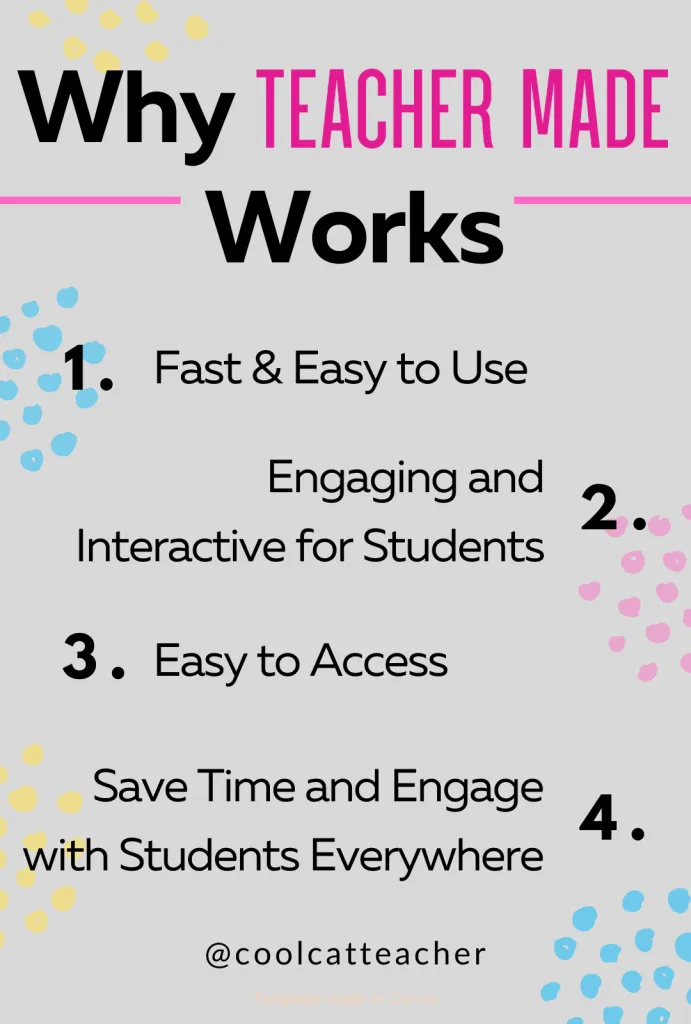 Why TEACHER MADE
Works
1. Fast & Easy to Use
Engaging and
Interactive for Students
2.
3. Easy to Access
Save Time and Engage
with Students Everywhere
4.
@coolcatteacher